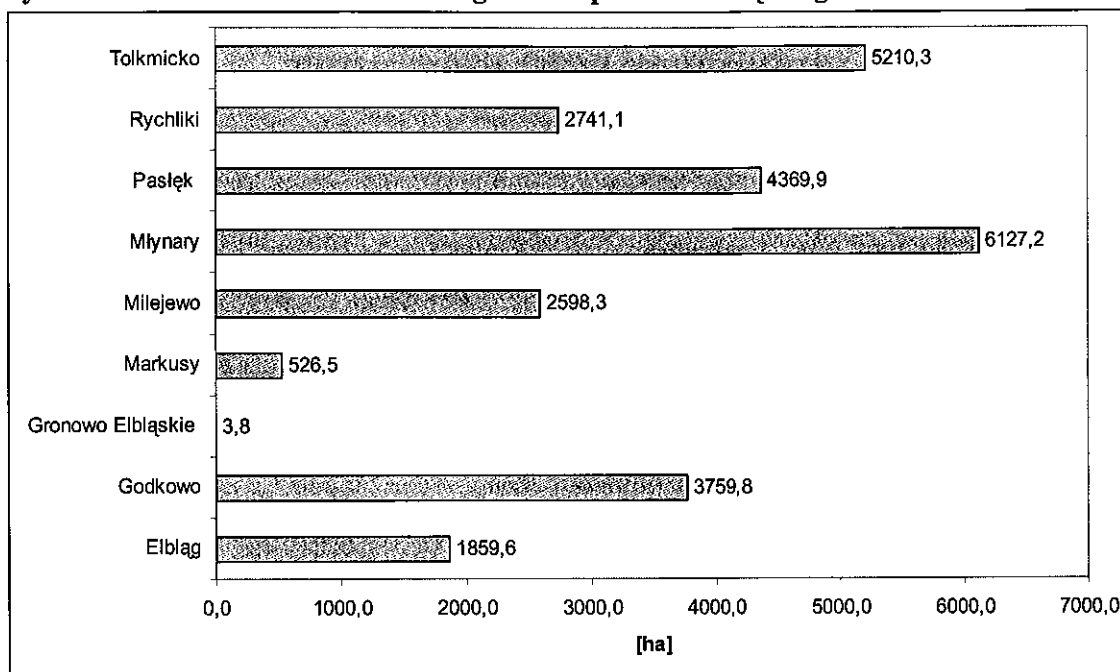 Tolkmicko 5210,3
Rychliki 2741,1
Pasłęk 4369,9
Młynary 6127,2
Milejewo 2598,3
Markusy 526,5
Gronowo Elbląskie 3,8
Godkowo 3759,8
Elbląg 1859,6
0,0 1000,0 2000,0 3000,0 4000,0 5000,0 6000,0 7000,0
[ha]